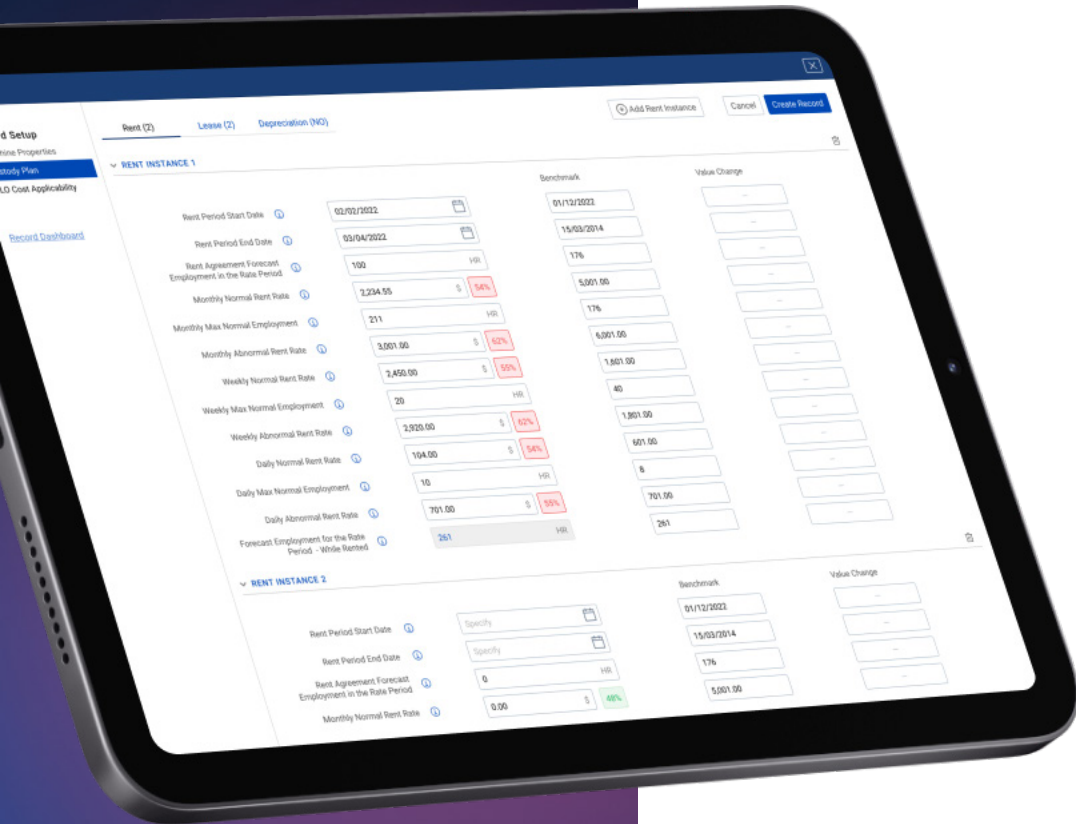 d Setup
Record Dashboard
stody Plan
LO Cost Applicability
Rent (2)
Lease (2)
Depreciation (NO)
Add Rent Instance
Cancel
Create Record
RENT INSTANCE 1
Benchmark
Value Change
Rent Period Start Date 02/02/2022 01/12/2022 --
Rent Period End Date 03/04/2022 15/03/2014 --
Rent Agreement Forecast
Employment in the Rate Period 100 HR 176 --
Monthly Normal Rent Rate 2,234.55 $ 54% 5,001.00 --
Monthly Max Normal Employment 211 HR 176 --
Monthly Abnormal Rent Rate 3,001.00 $ 62% 6,001.00 --
Weekly Normal Rent Rate 2,450.00 $ 55% 1,601.00 --
Weekly Max Normal Employment 20 HR 40 --
Weekly Abnormal Rent Rate 2,920.00 $ 62% 1,801.00 --
Daily Normal Rent Rate 104.00 $ 54% 601.00 --
Daily Max Normal Employment 10 HR 8 --
Daily Abnormal Rent Rate 701.00 $ 55% 701.00 --
Forecast Employment for the Rate
Period - While Rented 261 HR 261 --
RENT INSTANCE 2
Benchmark
Value Change
Rent Period Start Date Specify 01/12/2022 --
Rent Period End Date Specify 15/03/2014 --
Rent Agreement Forecast
Employment in the Rate Period 0 HR 176 --
Monthly Normal Rent Rate 0.00 $ 48% 5,001.00 --